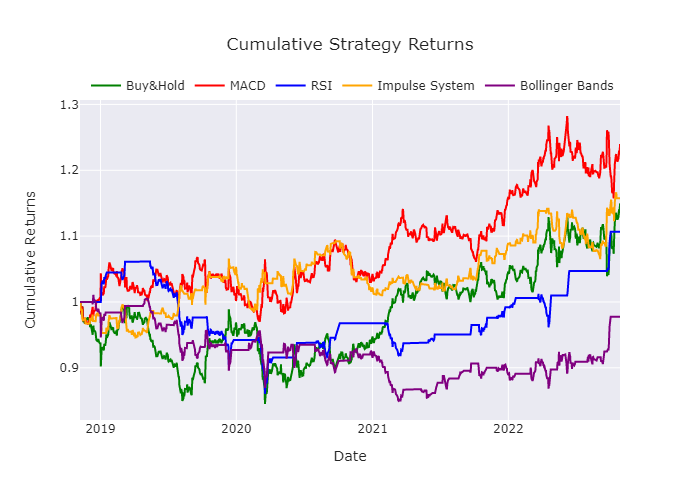 Cumulative Strategy Returns
Buy&Hold MACD RSI Impulse System Bollinger Bands
1.3
1.2
1.1
1
0.9
Cumulative Returns
2019 2020 2021 2022
Date